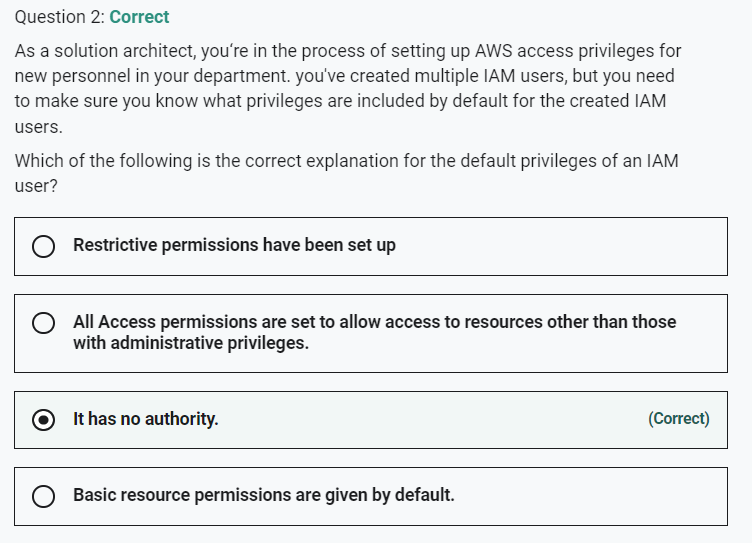 Question 2: Correct
As a solution architect, you‘re in the process of setting up AWS access privileges for
new personnel in your department. you've created multiple IAM users, but you need
to make sure you know what privileges are included by default for the created IAM
users.
Which of the following is the correct explanation for the default privileges of an IAM
user?
Restrictive permissions have been set up
All Access permissions are set to allow access to resources other than those
with administrative privileges.
It has no authority. (Correct)
Basic resource permissions are given by default.